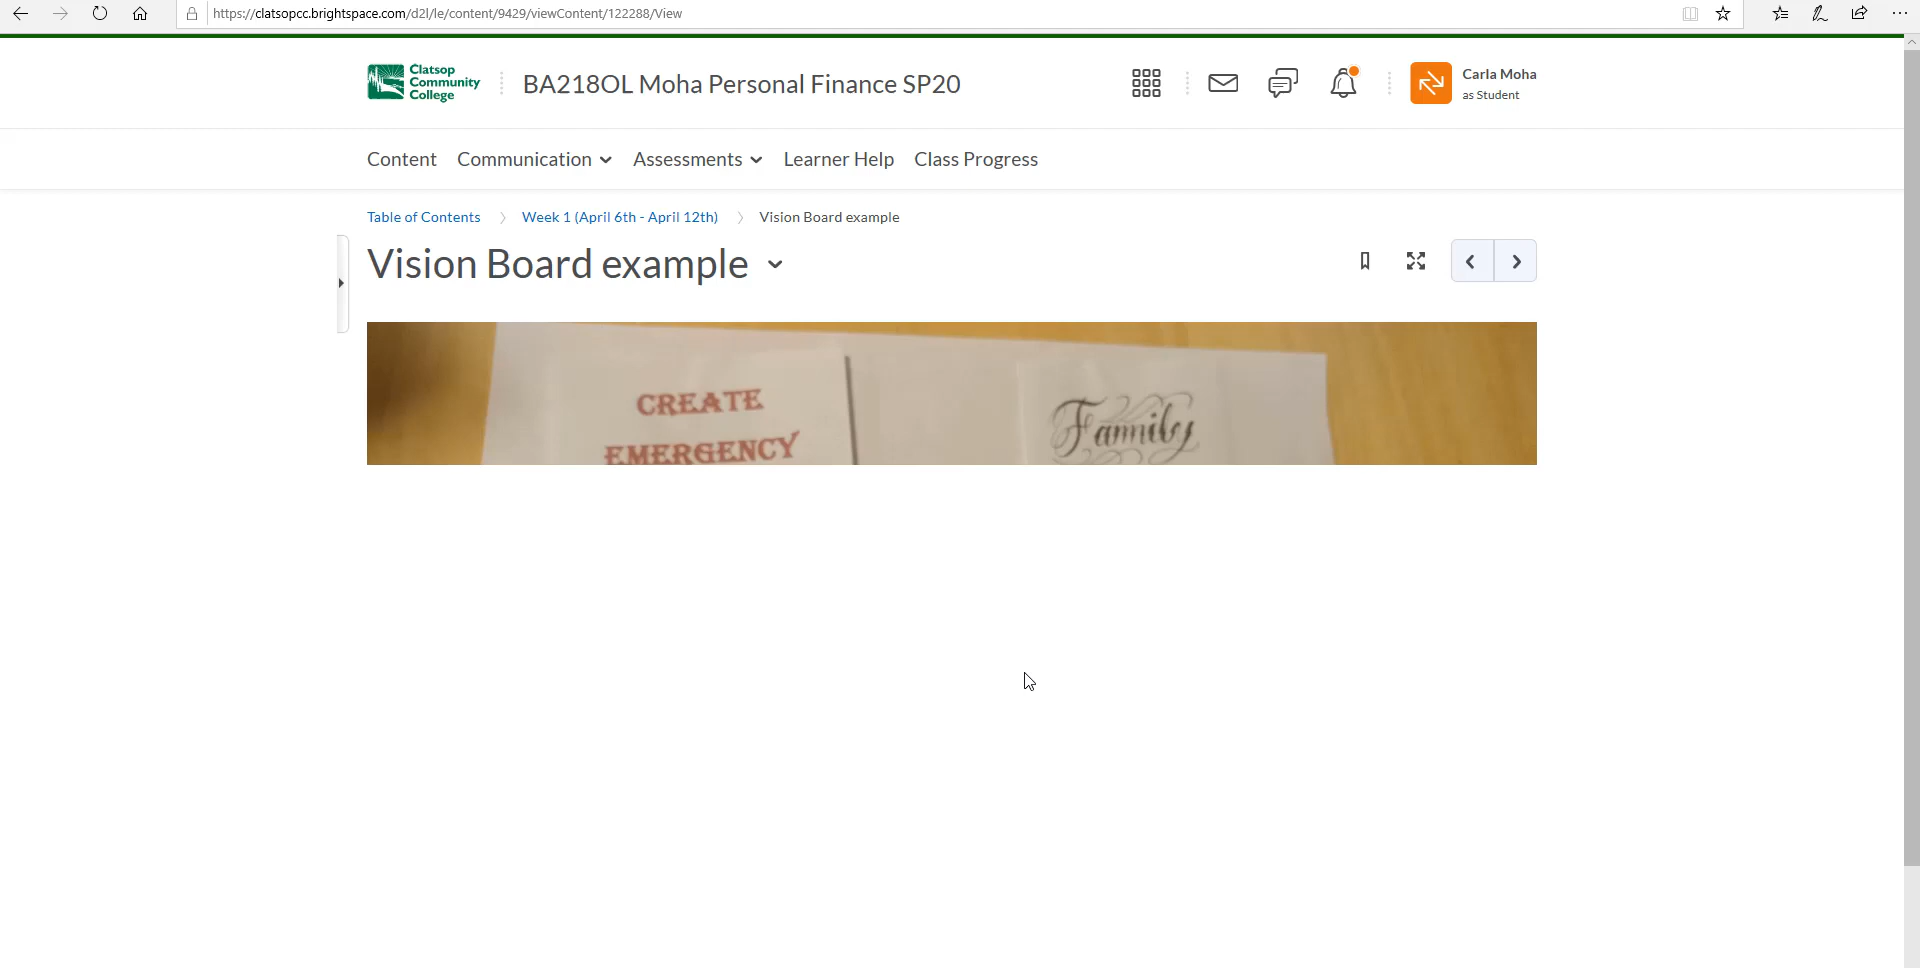 https://clatsopcc.brightspace.com/d2l/le/content/9429/viewContent/122288/View
Clatsop
Community
College
BA218OL Moha Personal Finance SP20
Carla Moha
as Student
Content
Communication
Assessments
Learner Help
Class Progress
Table of Contents
Week 1 (April 6th - April 12th)
Vision Board example
Vision Board example
CREATE
EMERGENCY
Family